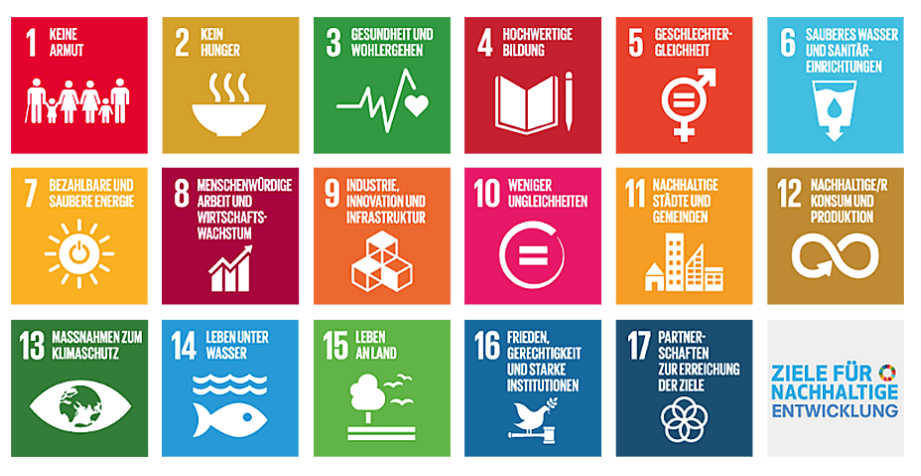 1 KEINE
ARMUT
2 KEIN
HUNGER
3 GESUNDHEIT UND
WOHLERGEHEN
4 HOCHWERTIGE
BILDUNG
5 GESCHLECHTER-
GLEICHHEIT
6 SAUBERES WASSER
UND SANITÄR-
EINRICHTUNGEN
7 BEZAHLBARE UND
SAUBERE ENERGIE
8 MENSCHENWÜRDIGE
ARBEIT UND
WIRTSCHAFTS-
WACHSTUM
9 INDUSTRIE,
INNOVATION UND
INFRASTRUKTUR
10 WENIGER
UNGLEICHHEITEN
11 NACHHALTIGE
STÄDTE UND
GEMEINDEN
12 NACHHALTIGE/R
KONSUM UND
PRODUKTION
13 MASSNAHMEN ZUM
KLIMASCHUTZ
14 LEBEN UNTER
WASSER
15 LEBEN
AN LAND
16 FRIEDEN,
GERECHTIGKEIT
UND STARKE
INSTITUTIONEN
17 PARTNER-
SCHAFTEN
ZUR ERREICHUNG
DER ZIELE
ZIELE FÜR
NACHHALTIGE
ENTWICKLUNG